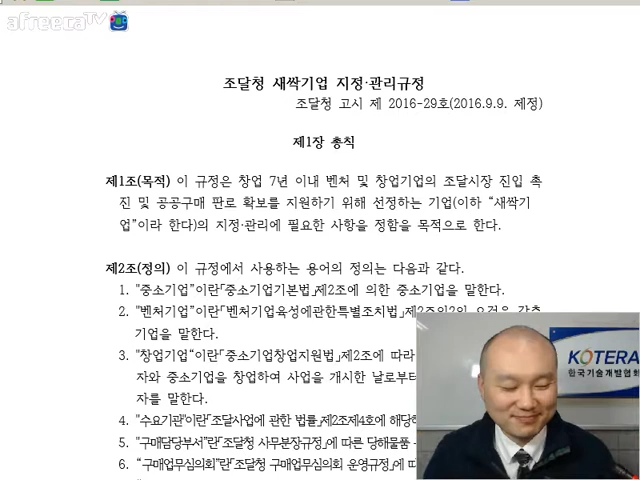 afreecaTV
조달청 새싹기업 지정·관리규정
조달청 고시 제 2016-29호(2016.9.9. 제정)
제1장 총칙
제1조(목적) 이 규정은 창업 7년 이내 벤처 및 창업기업의 조달시장 진입 촉
진 및 공공구매 판로 확보를 지원하기 위해 선정하는 기업(이하 “새싹기
업”이라 한다)의 지정·관리에 필요한 사항을 정함을 목적으로 한다.
제2조(정의) 이 규정에서 사용하는 용어의 정의는 다음과 같다.
1. "중소기업”이란「중소기업기본법」제2조에 의한 중소기업을 말한다.
2. "벤처기업”이란「벤처기업육성에관한특별조치법」제2조의2의 요건을 갖춘
기업을 말한다.
3. "창업기업“이란「중소기업창업지원법」제2조에 따라
자와 중소기업을 창업하여 사업을 개시한 날로부터
자를 말한다.
4. "수요기관"이란「조달사업에 관한 법률」제2조제4호에 해당하
5. "구매담당부서"란「조달청 사무분장규정」에 따른 당해물품
6. “구매업무심의회"란「조달청 구매업무심의회 운영규정」에 따
KOTERA
한국기술개발협회